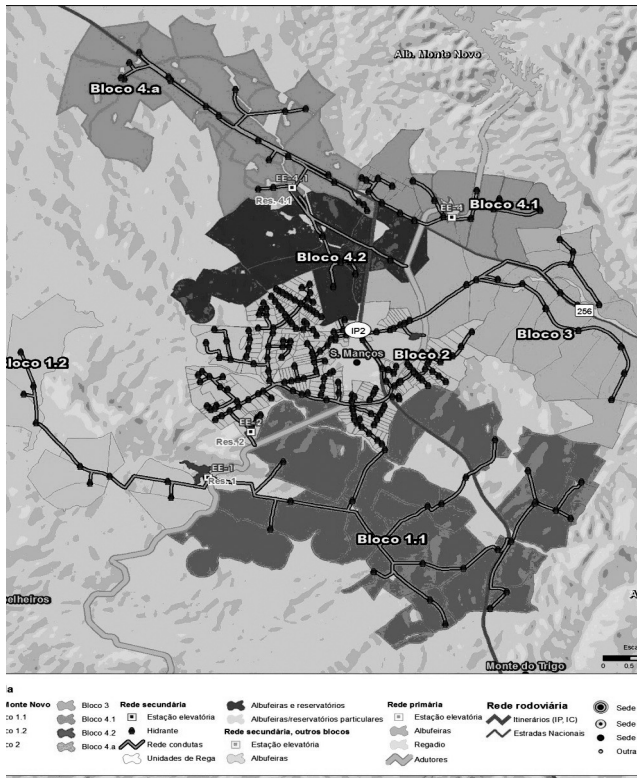 Alb. Monte Novo
Bloco 4.a
EE-4.1
Res. 4.1
EE-4
Bloco 4.1
Bloco 4.2
256
IP2
Bloco 3
S. Manços
Bloco 2
loco 1.2
EE-2
Res. 2
EE-1
Res. 1
Bloco 1.1
elheiros
A
Monte do Trigo
Esca
0 0.5
a
Monte Novo
co 1.1
co 1.2
co 2
Bloco 3
Bloco 4.1
Bloco 4.2
Bloco 4.a
Rede secundária
Estação elevatória
Hidrante
Rede condutas
Unidades de Rega
Albufeiras e reservatórios
Albufeiras/reservatórios particulares
Rede secundária, outros blocos
Estação elevatória
Albufeiras
Rede primária
Estação elevatória
Albufeiras
Regadio
Adutores
Rede rodoviária
Itinerários (IP, IC)
Estradas Nacionais
Sede
Sede
Sede
Outra